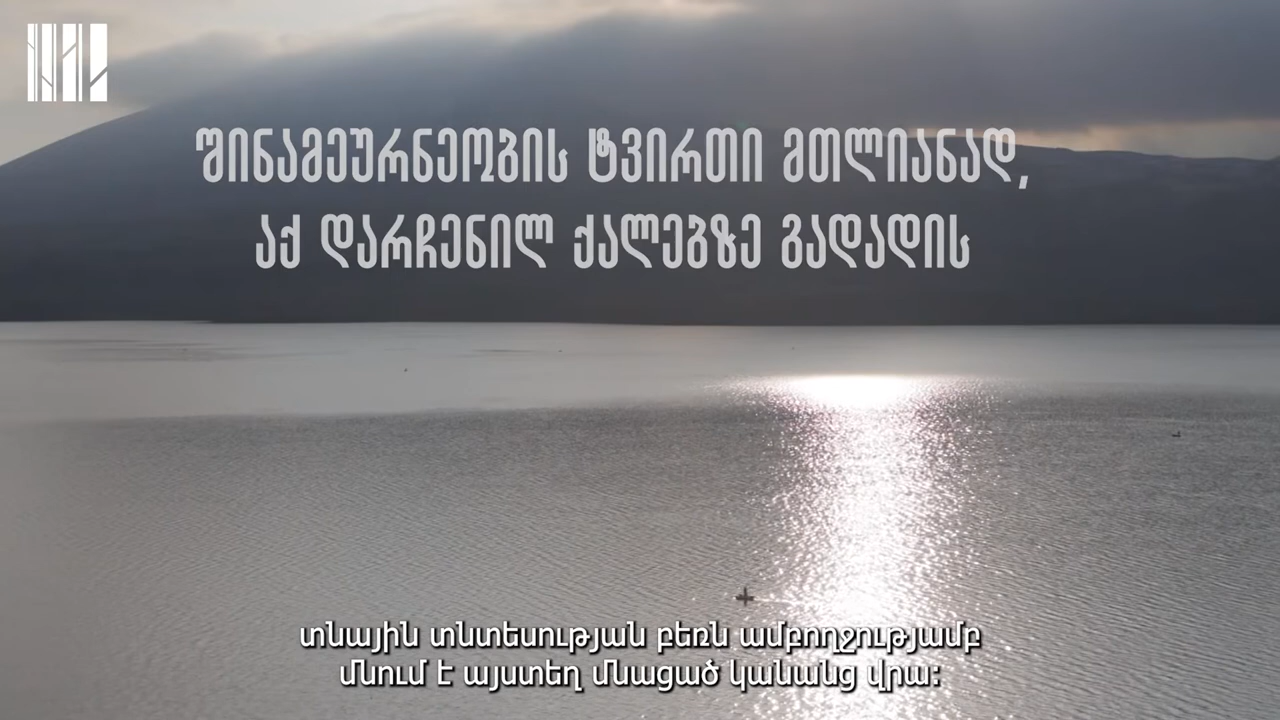 შინამეურნეობის ტვირთი მთლიანად,
აქ დარჩენილ ქალებზე გადადის
տնային տնտեսության բեռն ամբողջությամբ
մնում է այստեղ մնացած կանանց վրա: